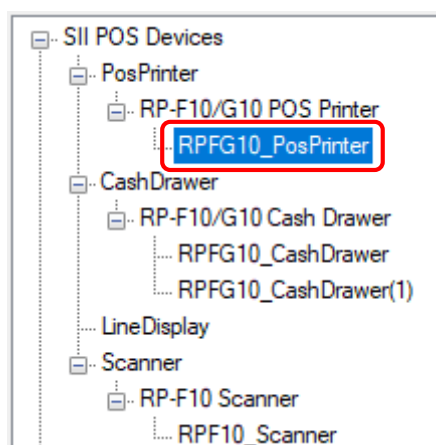 SII POS Devices
PosPrinter
RP-F10/G10 POS Printer
RPFG10_PosPrinter
CashDrawer
RP-F10/G10 Cash Drawer
RPFG10_CashDrawer
RPFG10_CashDrawer(1)
LineDisplay
Scanner
RP-F10 Scanner
RPF10_Scanner